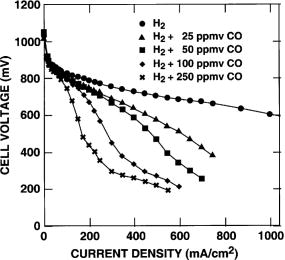 1200
1000
800
600
400
200
0
CELL VOLTAGE (mV)
H₂
H₂ + 25 ppmv CO
H₂ + 50 ppmv CO
H₂ + 100 ppmv CO
H₂ + 250 ppmv CO
0 200 400 600 800 1000
CURRENT DENSITY (mA/cm²)